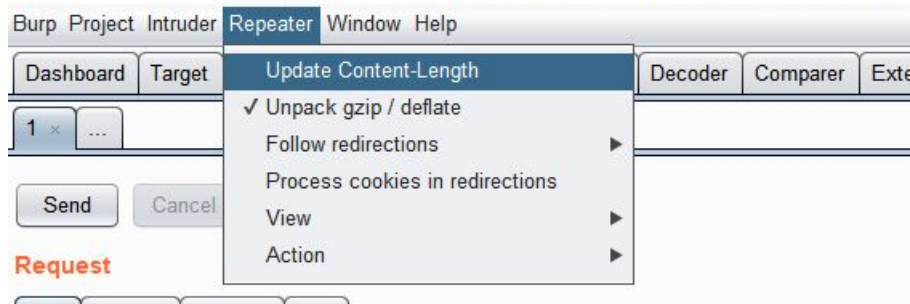 Burp Project Intruder Repeater Window Help
Dashboard Target Decoder Comparer Exte
Update Content-Length
✓ Unpack gzip / deflate
1 × ...
Follow redirections
Process cookies in redirections
Send Cancel
View
Action
Request